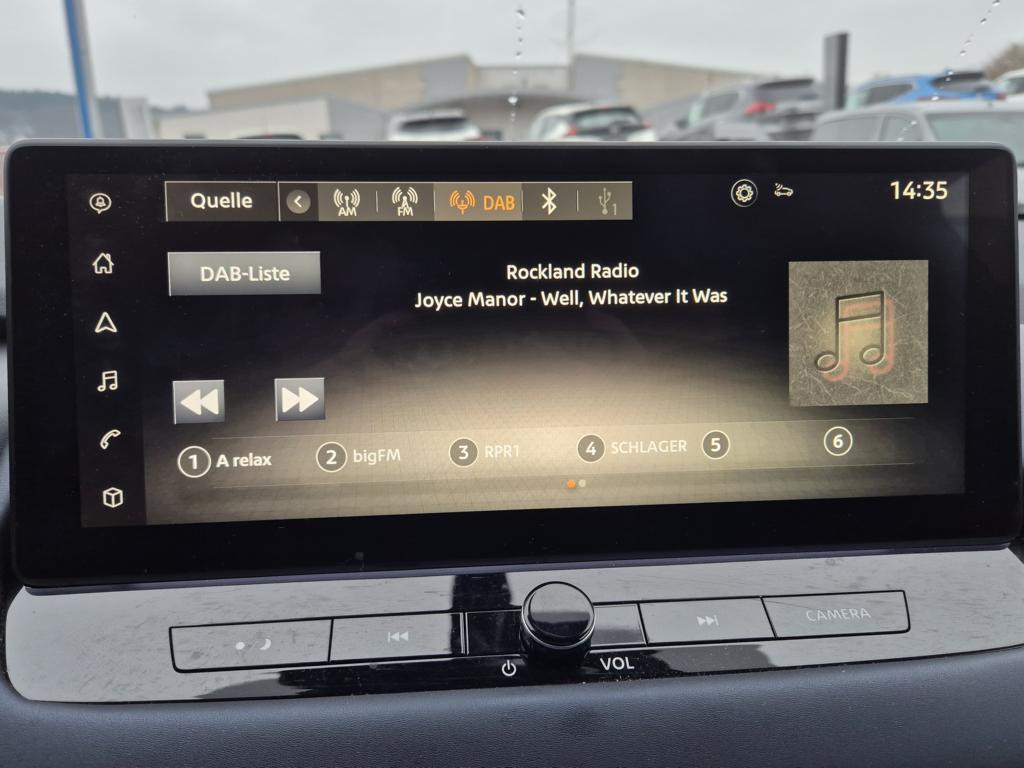 Quelle AM FM DAB 1 14:35
DAB-Liste
Rockland Radio
Joyce Manor - Well, Whatever It Was
1 A relax 2 bigFM 3 RPR1 4 SCHLAGER 5 6
CAMERA
VOL